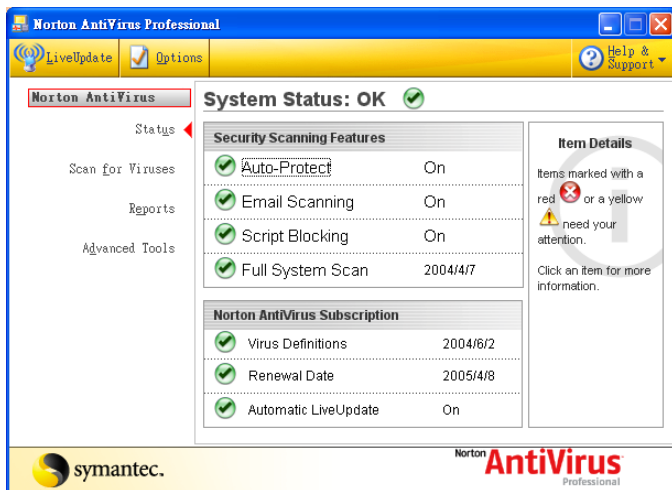 Norton AntiVirus Professional
LiveUpdate Options Help & Support
Norton AntiVirus
Status
Scan for Viruses
Reports
Advanced Tools
System Status: OK
Security Scanning Features
Auto-Protect On
Email Scanning On
Script Blocking On
Full System Scan 2004/4/7
Norton AntiVirus Subscription
Virus Definitions 2004/6/2
Renewal Date 2005/4/8
Automatic LiveUpdate On
Item Details
Items marked with a
red or a yellow
need your
attention.
Click an item for more
information.
symantec.
Norton AntiVirus
Professional